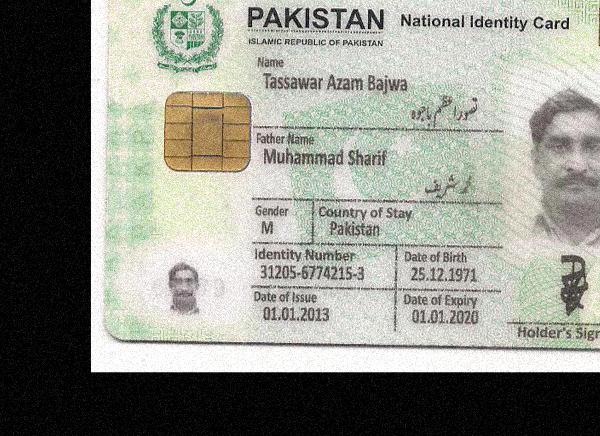 PAKISTAN National Identity Card
ISLAMIC REPUBLIC OF PAKISTAN
Name
Tassawar Azam Bajwa
تصور اعظم باجوہ
Father Name
Muhammad Sharif
محمد شریف
Gender Country of Stay
M Pakistan
Identity Number Date of Birth
31205-6774215-3 25.12.1971
Date of Issue Date of Expiry
01.01.2013 01.01.2020
Holder's Sign